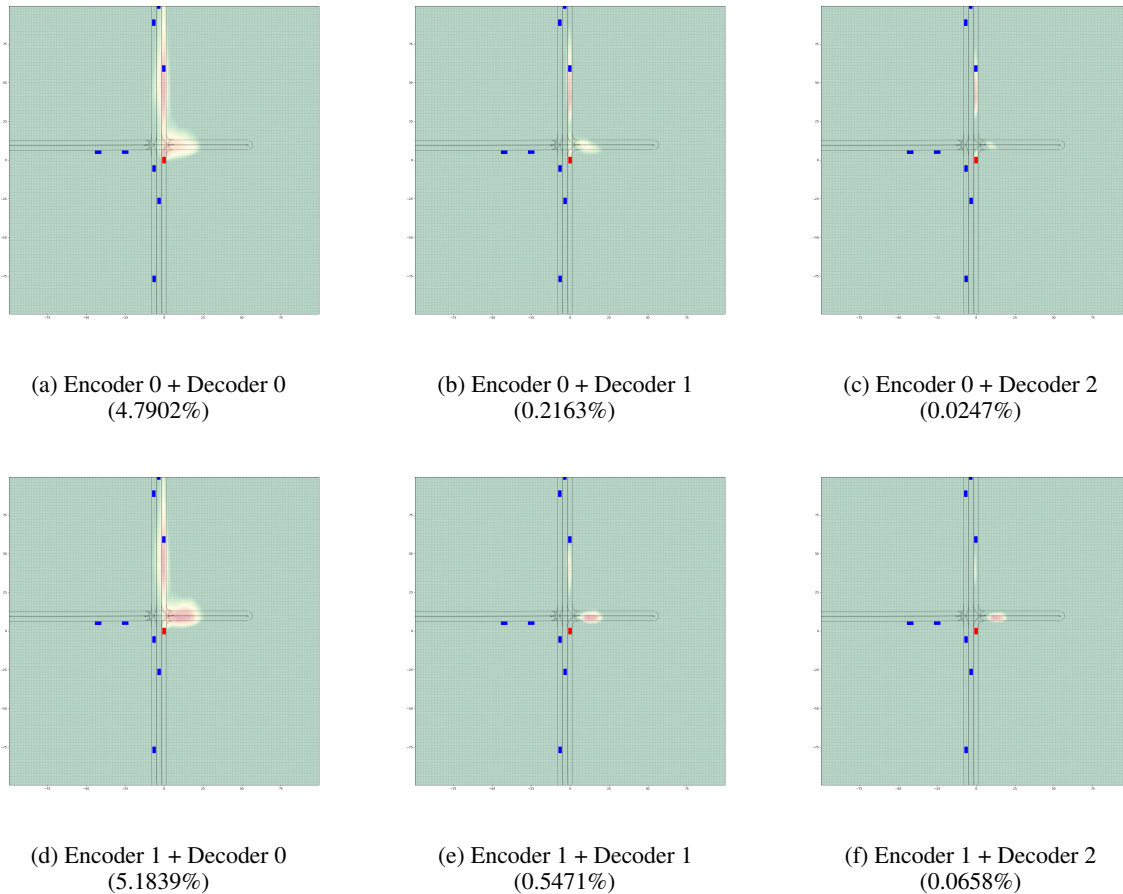 (a) Encoder 0 + Decoder 0
(4.7902%)
(b) Encoder 0 + Decoder 1
(0.2163%)
(c) Encoder 0 + Decoder 2
(0.0247%)
(d) Encoder 1 + Decoder 0
(5.1839%)
(e) Encoder 1 + Decoder 1
(0.5471%)
(f) Encoder 1 + Decoder 2
(0.0658%)